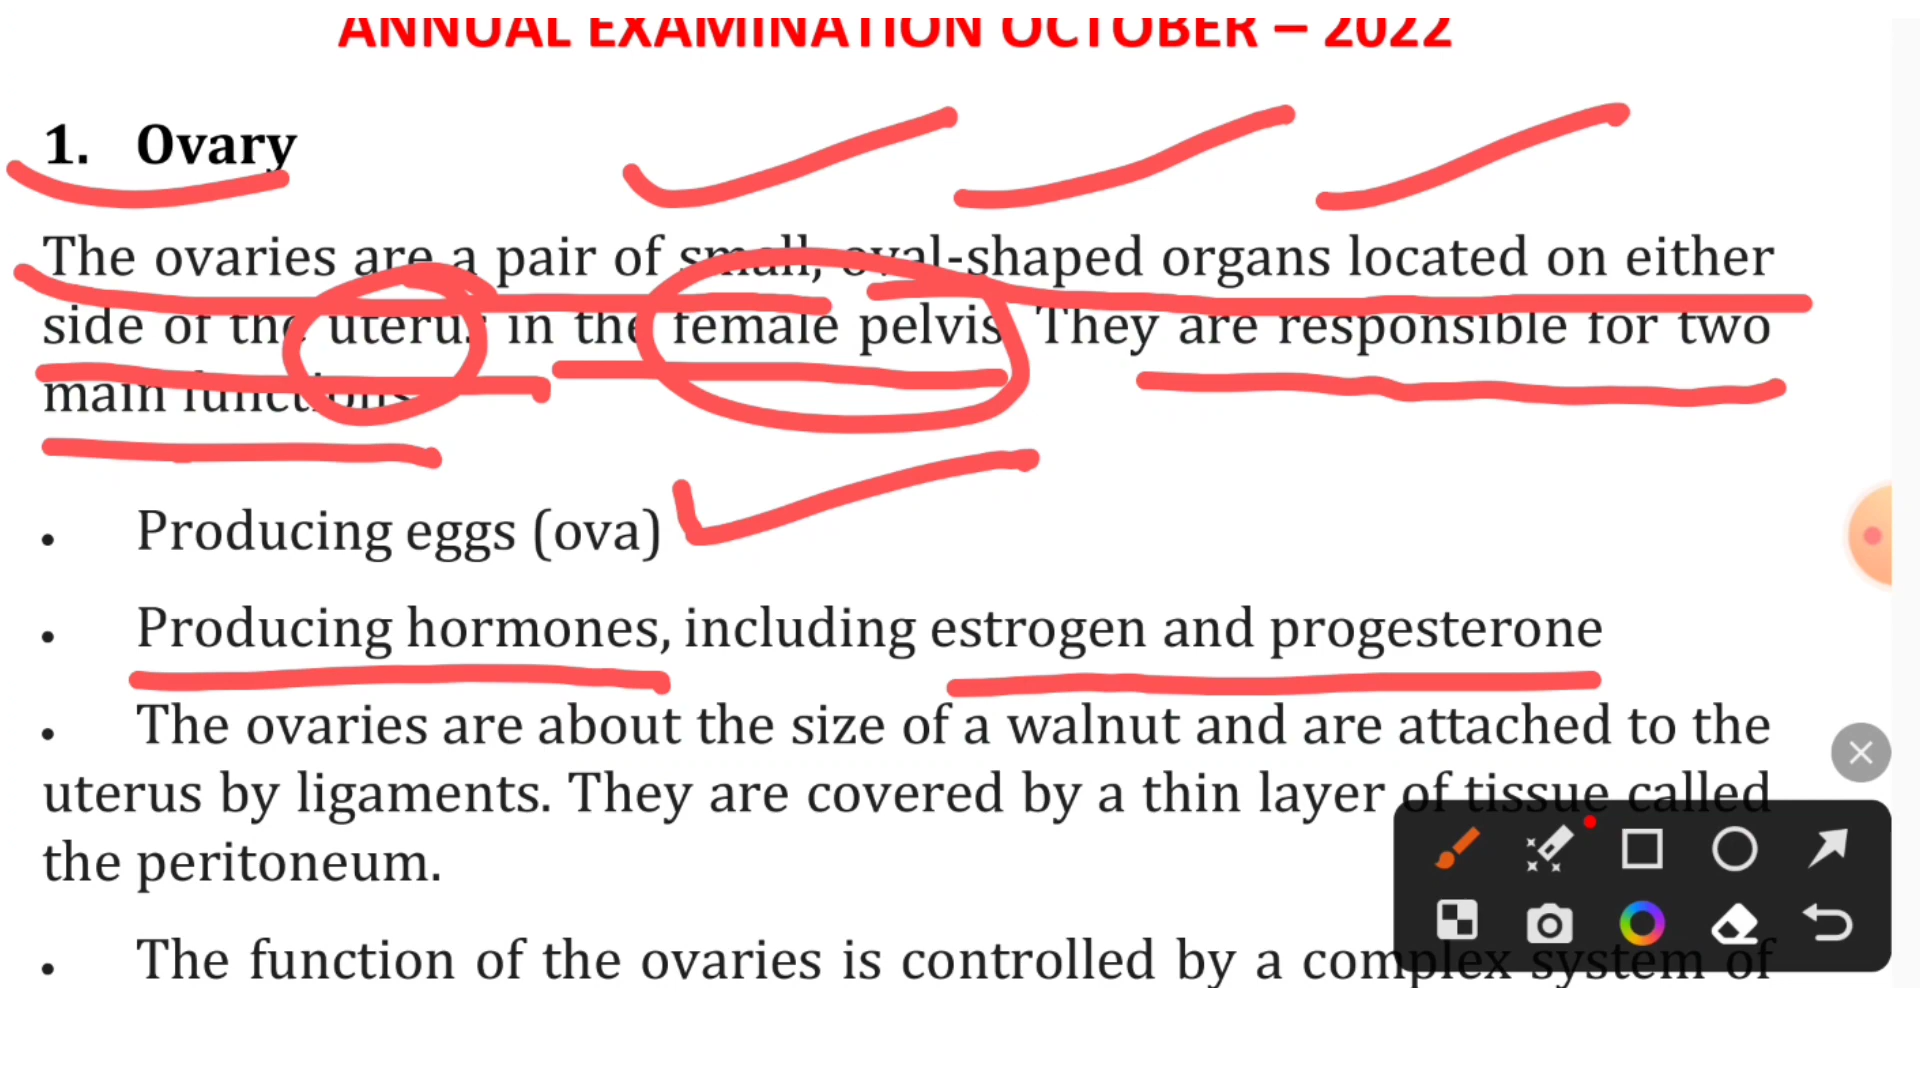 ANNUAL EXAMINATION OCTOBER – 2022
1. Ovary
The ovaries are a pair of small, oval-shaped organs located on either
side of the uterus in the female pelvis. They are responsible for two
main functions
• Producing eggs (ova)
• Producing hormones, including estrogen and progesterone
• The ovaries are about the size of a walnut and are attached to the
uterus by ligaments. They are covered by a thin layer of tissue called
the peritoneum.
• The function of the ovaries is controlled by a complex system of